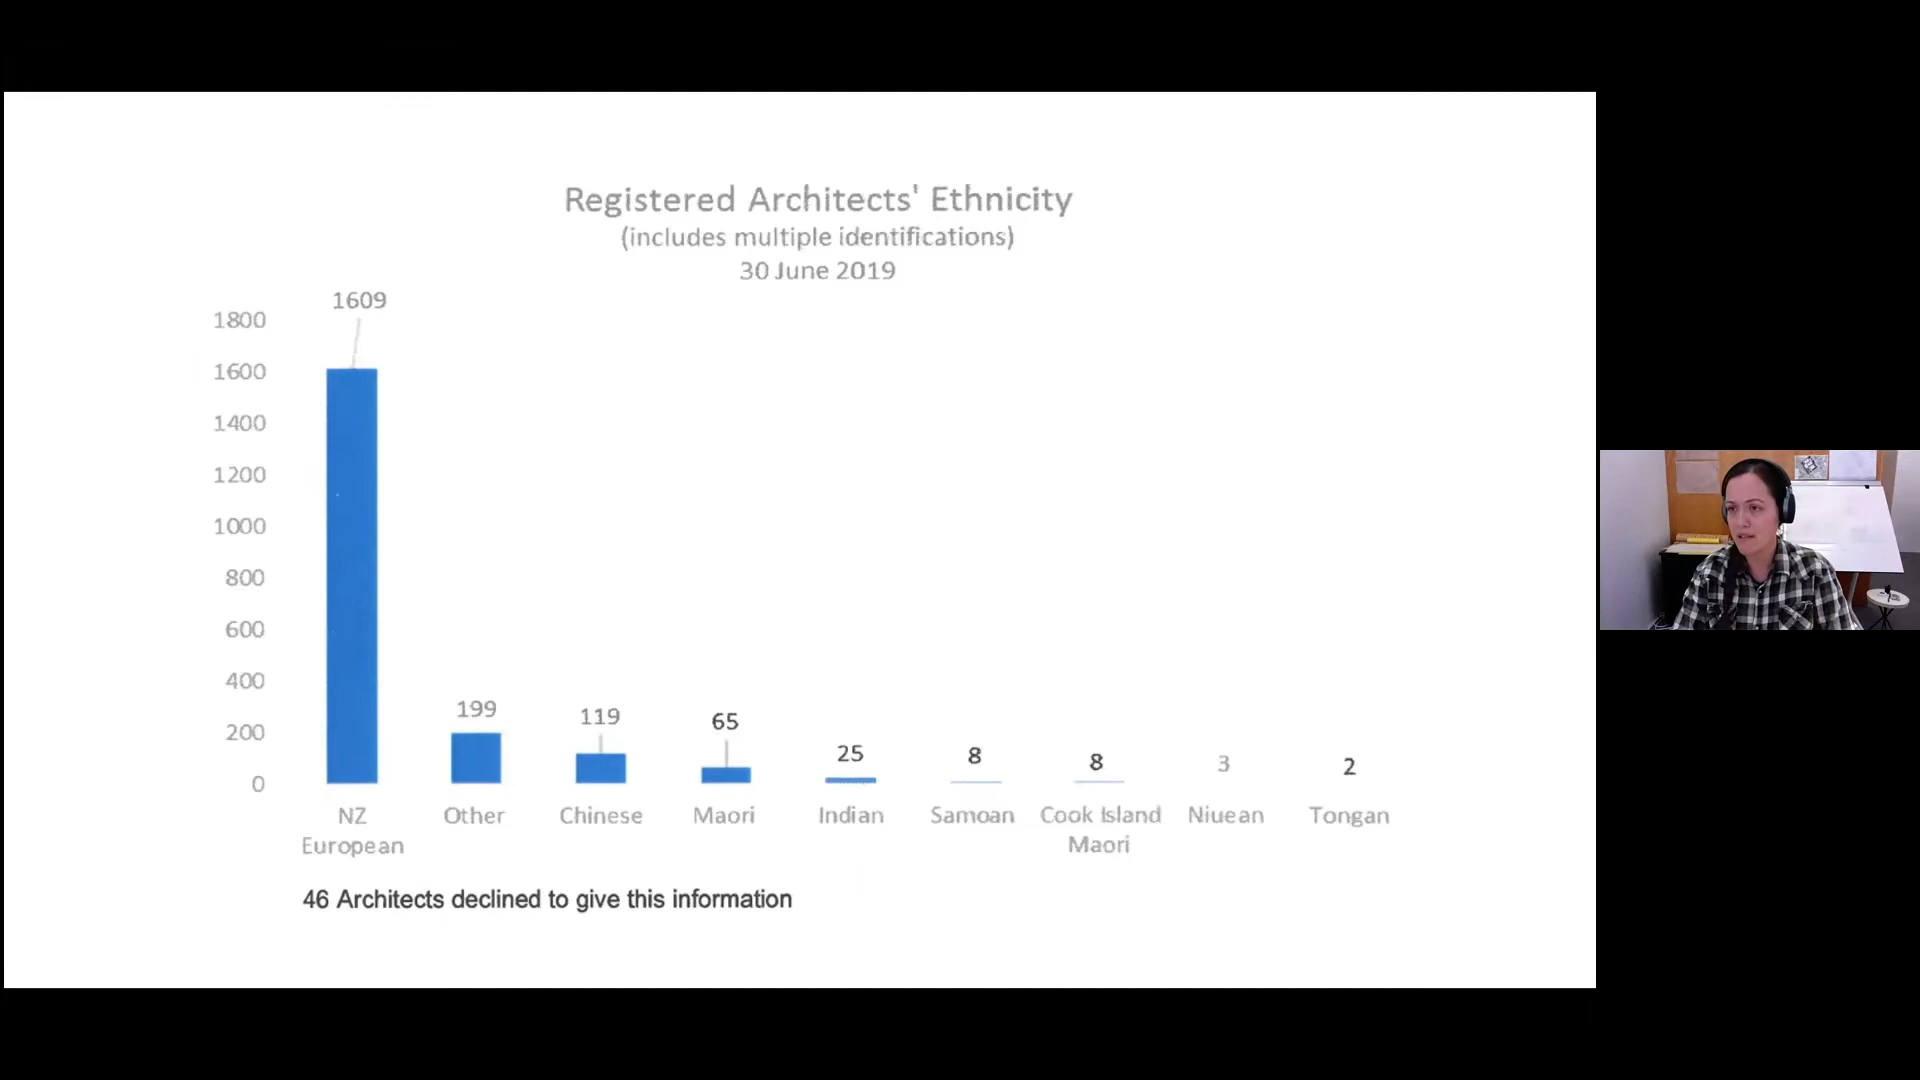 Registered Architects' Ethnicity
(includes multiple identifications)
30 June 2019
1609
1800
1600
1400
1200
1000
800
600
400
200
0
199
119
65
25
8
8
3
2
NZ European
Other
Chinese
Maori
Indian
Samoan
Cook Island Maori
Niuean
Tongan
46 Architects declined to give this information